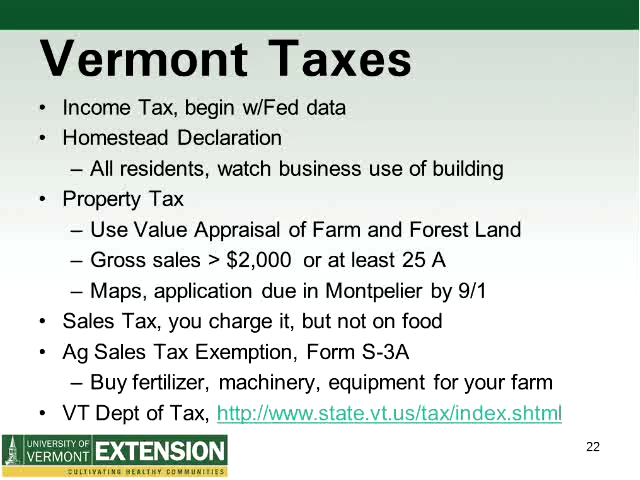 Vermont Taxes
• Income Tax, begin w/Fed data
• Homestead Declaration
– All residents, watch business use of building
• Property Tax
– Use Value Appraisal of Farm and Forest Land
– Gross sales > $2,000 or at least 25 A
– Maps, application due in Montpelier by 9/1
• Sales Tax, you charge it, but not on food
• Ag Sales Tax Exemption, Form S-3A
– Buy fertilizer, machinery, equipment for your farm
• VT Dept of Tax, http://www.state.vt.us/tax/index.shtml
UNIVERSITY OF
VERMONT EXTENSION
CULTIVATING HEALTHY COMMUNITIES
22